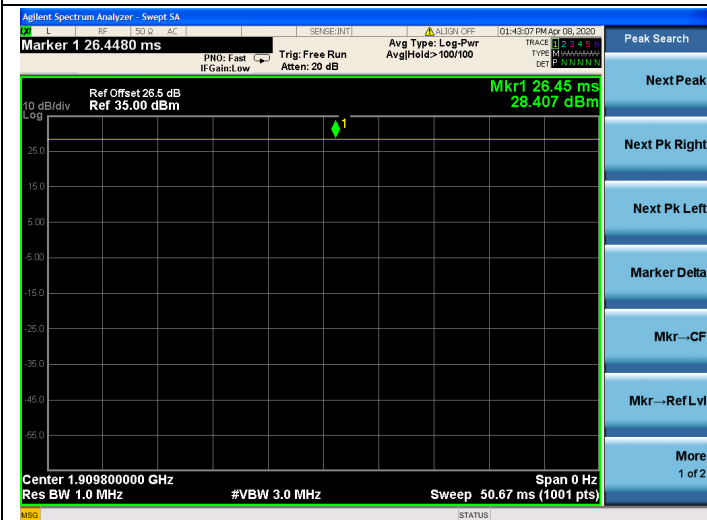 Agilent Spectrum Analyzer - Swept SA
L RF 50 Ω AC SENSE:INT ALIGN OFF 01:43:07 PM Apr 08, 2020
Marker 1 26.4480 ms
PNO: Fast
IFGain:Low
Trig: Free Run
Atten: 20 dB
Avg Type: Log-Pwr
Avg|Hold:>100/100
TRACE 1 2 3 4 5 6
TYPE M
DET P N N N N N
Peak Search
Mkr1 26.45 ms
28.407 dBm
Ref Offset 26.5 dB
10 dB/div Ref 35.00 dBm
Log
1
25.0
15.0
5.00
-5.00
-15.0
-25.0
-35.0
-45.0
-55.0
Center 1.909800000 GHz
Span 0 Hz
Res BW 1.0 MHz
#VBW 3.0 MHz
Sweep 50.67 ms (1001 pts)
MSG
STATUS
Next Peak
Next Pk Right
Next Pk Left
Marker Delta
Mkr→CF
Mkr→Ref Lvl
More
1 of 2